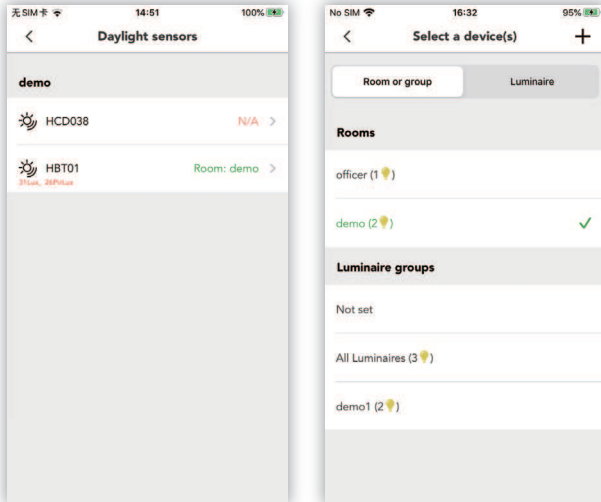 无SIM卡 14:51 100%
Daylight sensors
demo
HCD038 N/A
HBT01 Room: demo
31Lux, 26PirLux
No SIM 16:32 95%
Select a device(s)
Room or group Luminaire
Rooms
officer (1)
demo (2)
Luminaire groups
Not set
All Luminaires (3)
demo1 (2)